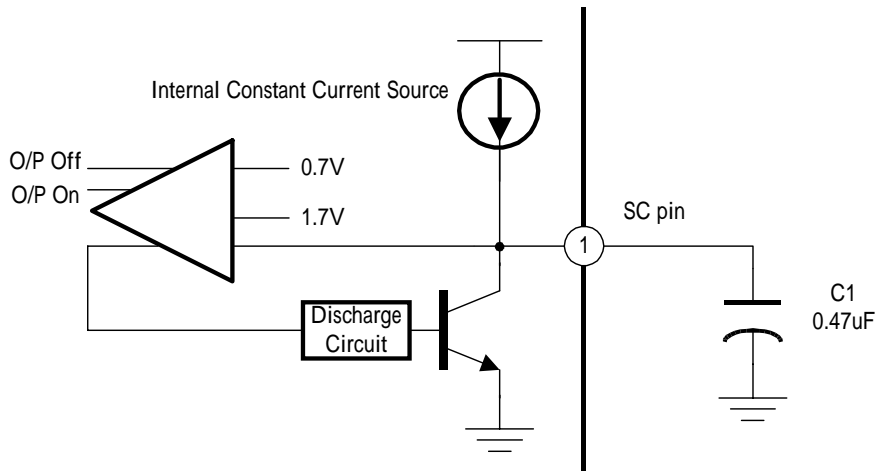 Internal Constant Current Source
O/P Off
O/P On
0.7V
1.7V
SC pin
1
Discharge
Circuit
C1
0.47uF